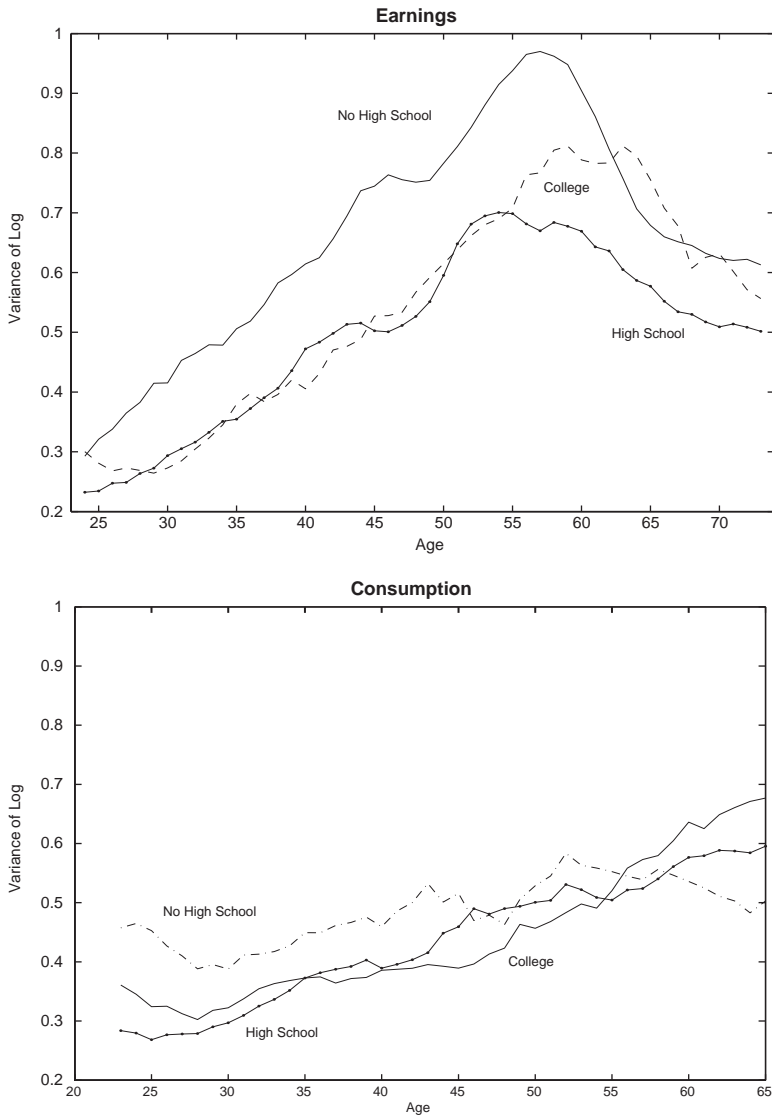 Earnings
1
0.9
0.8
0.7
0.6
0.5
0.4
0.3
0.2
Variance of Log
No High School
College
High School
25 30 35 40 45 50 55 60 65 70
Age
Consumption
1
0.9
0.8
0.7
0.6
0.5
0.4
0.3
0.2
Variance of Log
No High School
College
High School
20 25 30 35 40 45 50 55 60 65
Age